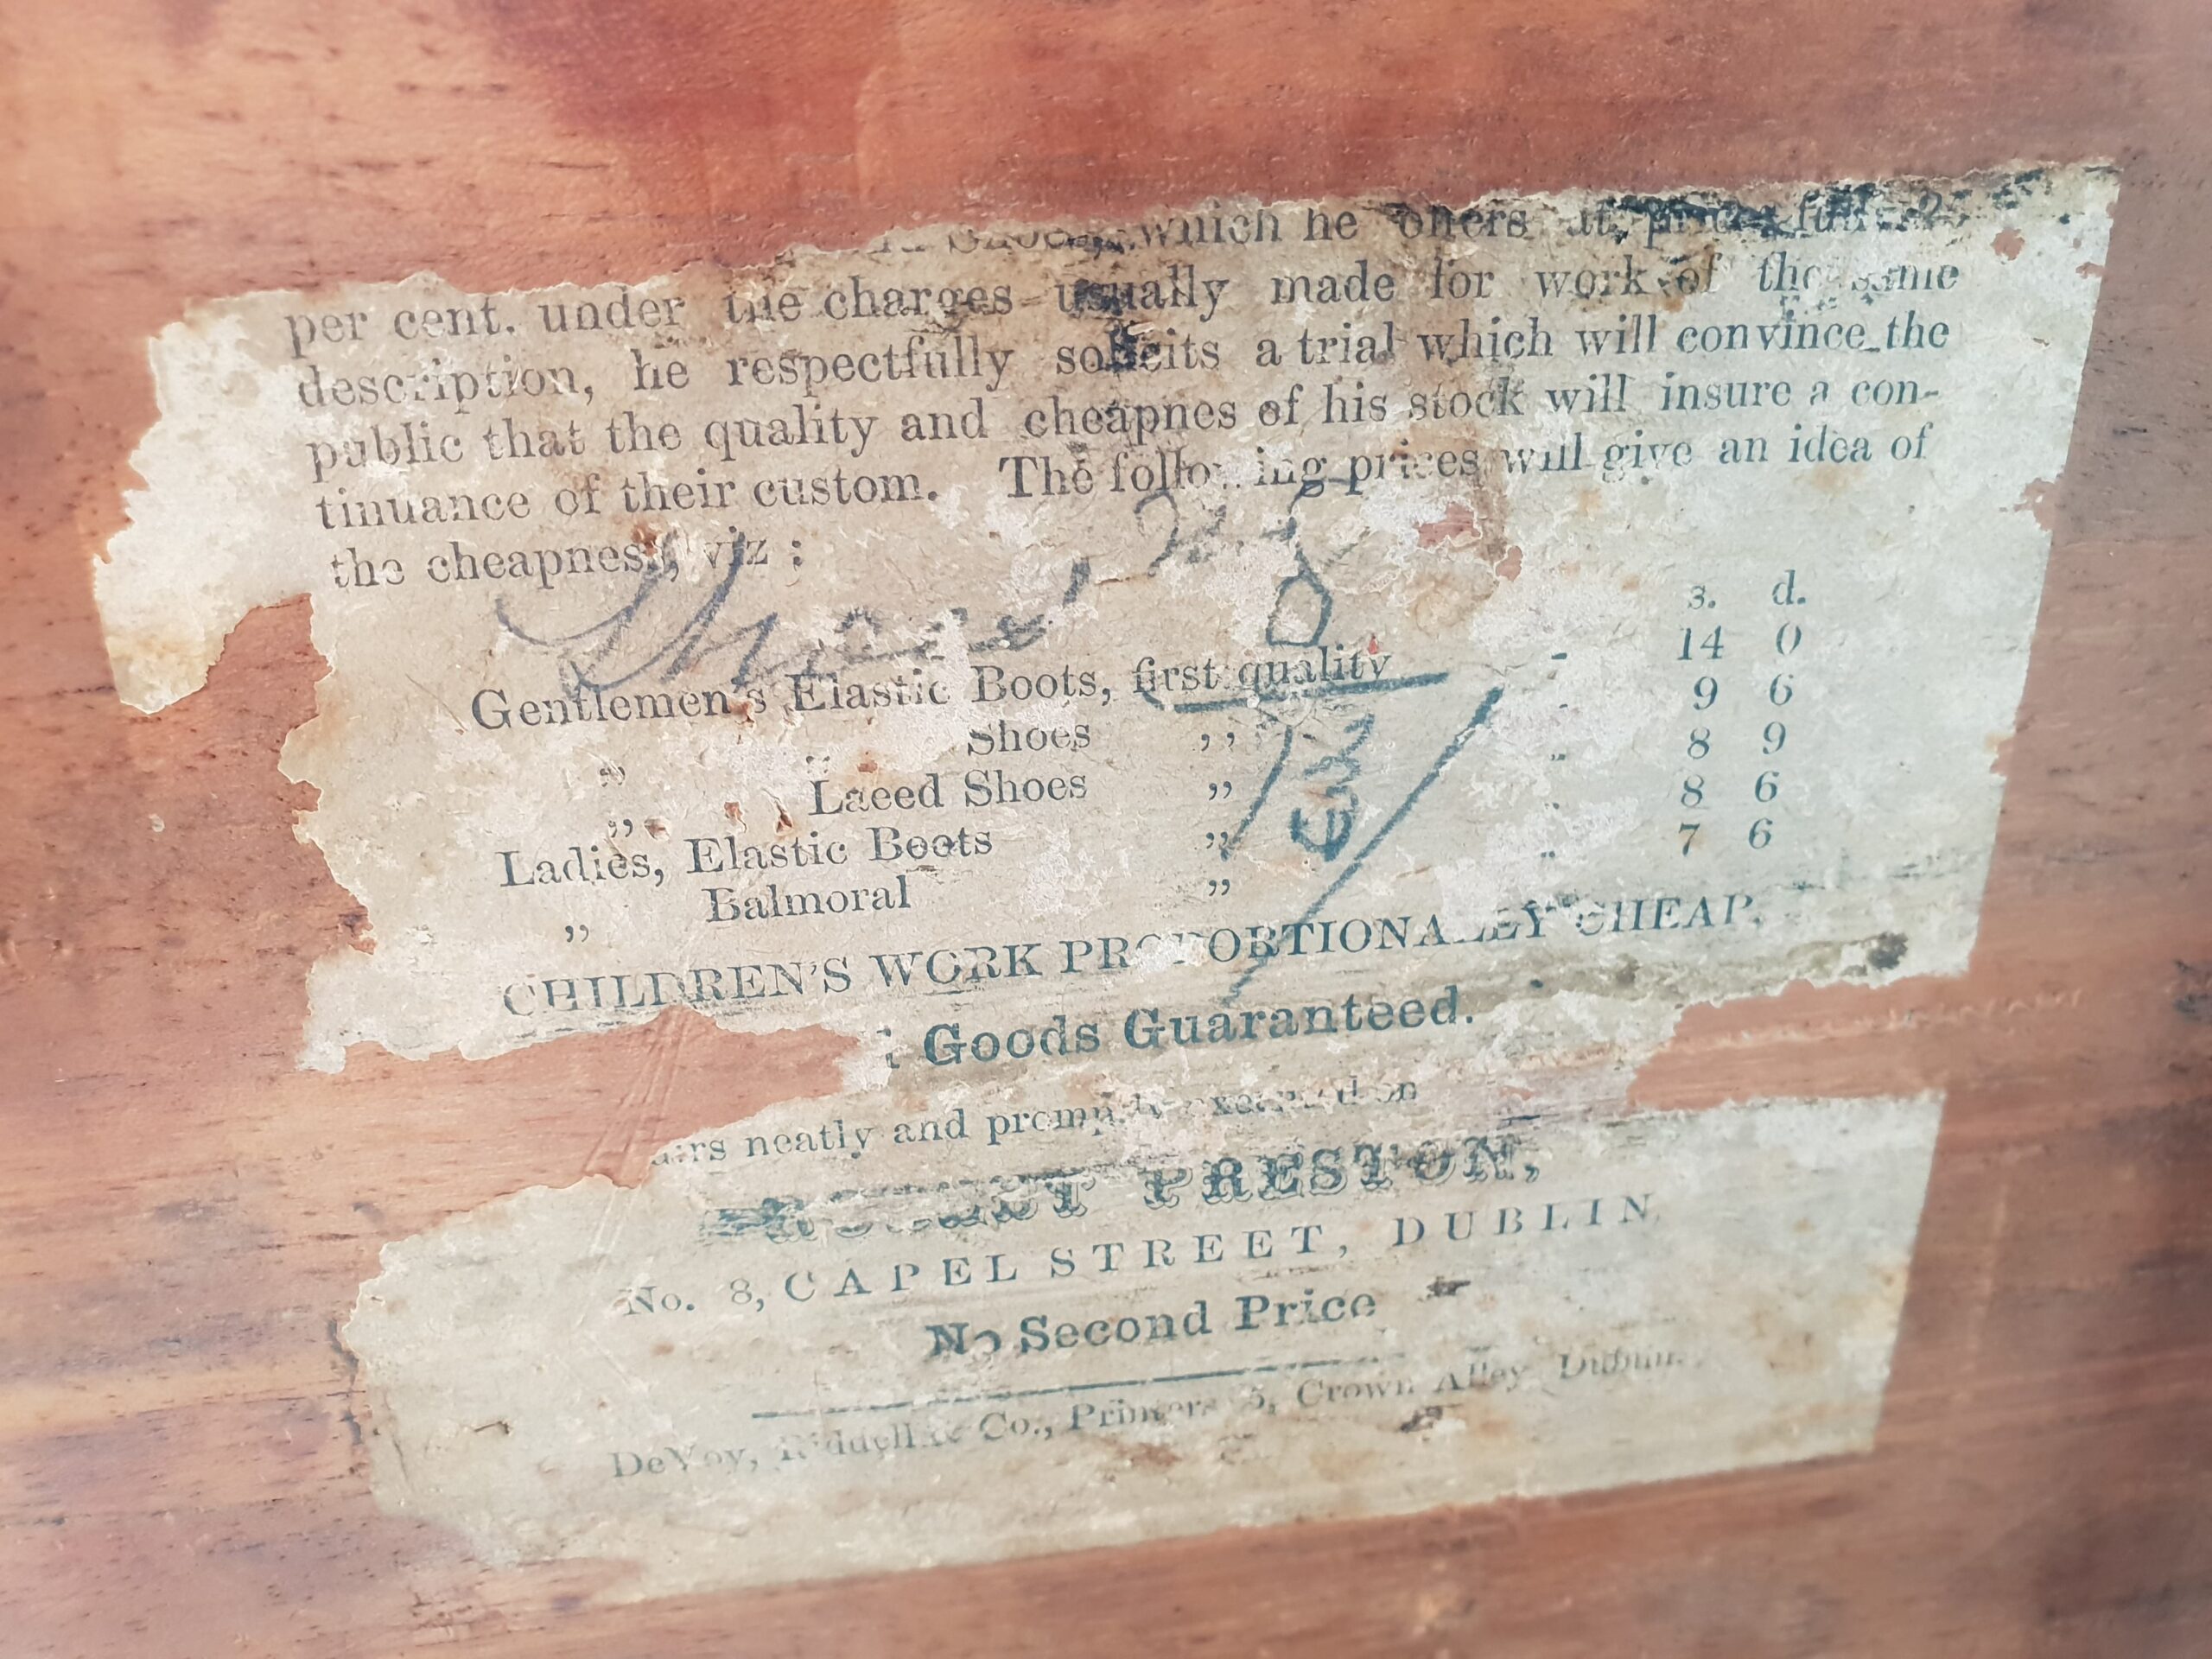 which he offers at
per cent. under the charges usually made for work of the same
description, he respectfully solicits a trial which will convince the
public that the quality and cheapnes of his stock will insure a con-
tinuance of their custom. The following prices will give an idea of
the cheapness, viz :
s. d.
Gentlemen's Elastic Boots, first quality - 14 0
„ „ Shoes ,, - 9 6
„ „ Laeed Shoes „ 8 9
Ladies, Elastic Boots „ 8 6
„ Balmoral „ 7 6
CHILDREN'S WORK PROPORTIONALLY CHEAP.
Goods Guaranteed.
neatly and promptly executed on
PRESTON,
No. 8, CAPEL STREET, DUBLIN
No Second Price
DeVoy, Riddell & Co., Printers 5, Crown Alley Dublin.